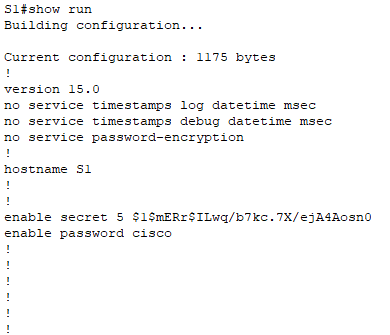 S1#show run
Building configuration...
Current configuration : 1175 bytes
!
version 15.0
no service timestamps log datetime msec
no service timestamps debug datetime msec
no service password-encryption
!
hostname S1
!
!
enable secret 5 $1$mERr$ILwq/b7kc.7X/ejA4Aosn0
enable password cisco
!
!
!
!
!
!